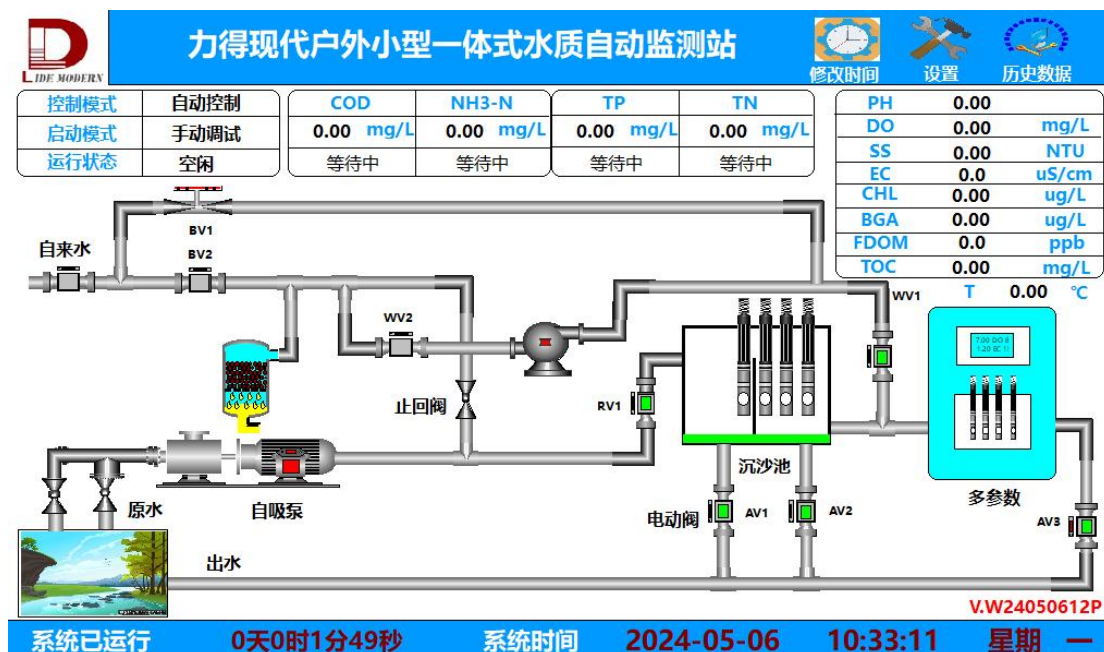 力得现代户外小型一体式水质自动监测站
LIDE MODERN
修改时间 设置 历史数据
控制模式 自动控制
启动模式 手动调试
运行状态 空闲
COD NH3-N TP TN
0.00 mg/L 0.00 mg/L 0.00 mg/L 0.00 mg/L
等待中 等待中 等待中 等待中
PH 0.00
DO 0.00 mg/L
SS 0.00 NTU
EC 0.0 uS/cm
CHL 0.00 ug/L
BGA 0.00 ug/L
FDOM 0.0 ppb
TOC 0.00 mg/L
T 0.00 ℃
BV1
自来水
BV2
WV1
WV2
止回阀
RV1
沉沙池
多参数
原水
自吸泵
电动阀
AV1
AV2
AV3
出水
V.W24050612P
系统已运行 0天0时1分49秒 系统时间 2024-05-06 10:33:11 星期 一